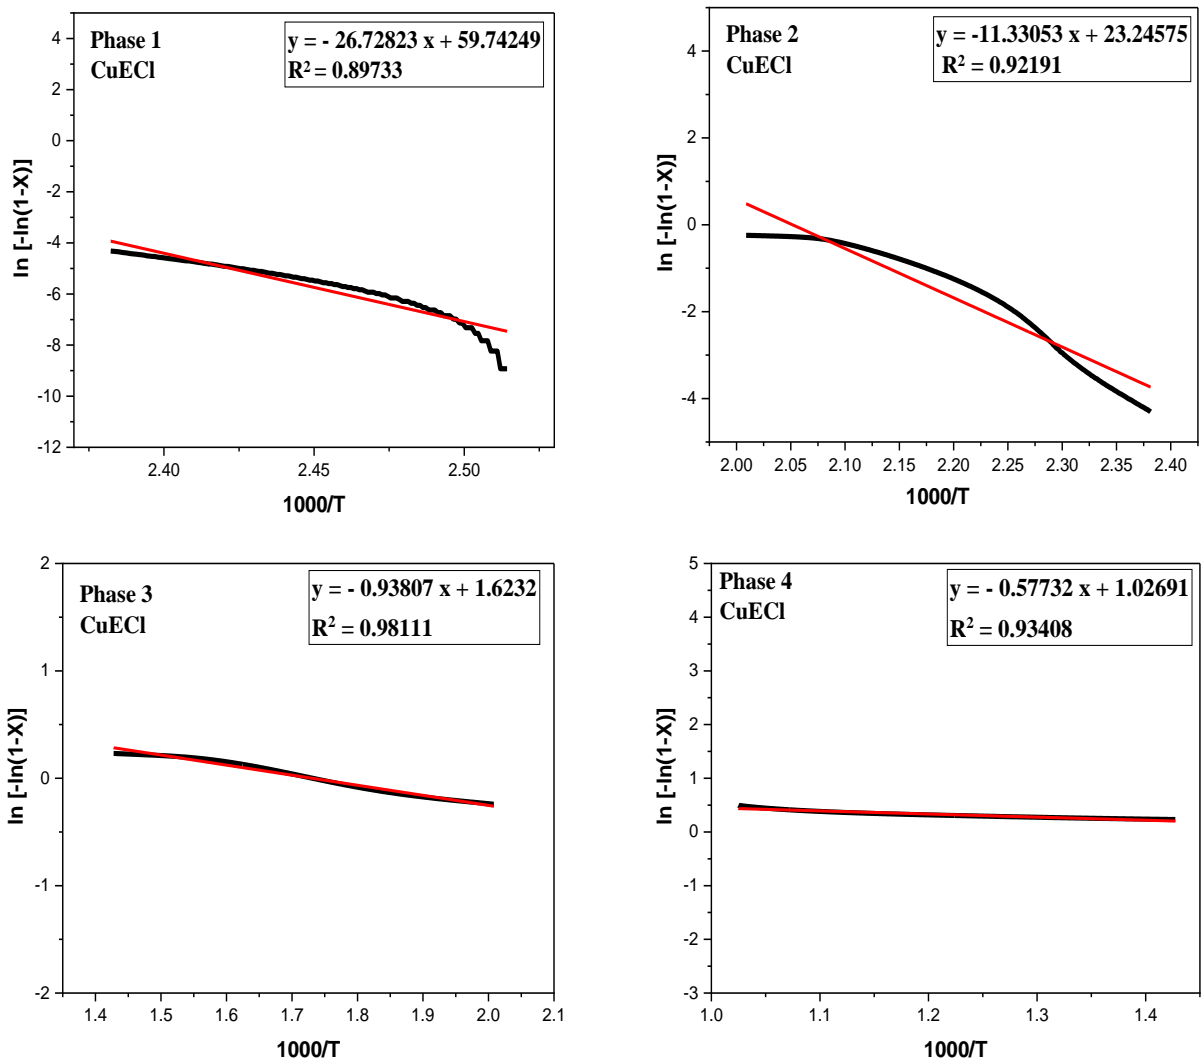 Phase 1
CuECl
y = - 26.72823 x + 59.74249
R² = 0.89733
4
2
0
-2
-4
-6
-8
-10
-12
ln [-ln(1-X)]
2.40
2.45
2.50
1000/T
Phase 2
CuECl
y = -11.33053 x + 23.24575
R² = 0.92191
4
2
0
-2
-4
ln [-ln(1-X)]
2.00
2.05
2.10
2.15
2.20
2.25
2.30
2.35
2.40
1000/T
Phase 3
CuECl
y = - 0.93807 x + 1.6232
R² = 0.98111
2
1
0
-1
-2
ln [-ln(1-X)]
1.4
1.5
1.6
1.7
1.8
1.9
2.0
2.1
1000/T
Phase 4
CuECl
y = - 0.57732 x + 1.02691
R² = 0.93408
5
4
3
2
1
0
-1
-2
-3
ln [-ln(1-X)]
1.0
1.1
1.2
1.3
1.4
1000/T